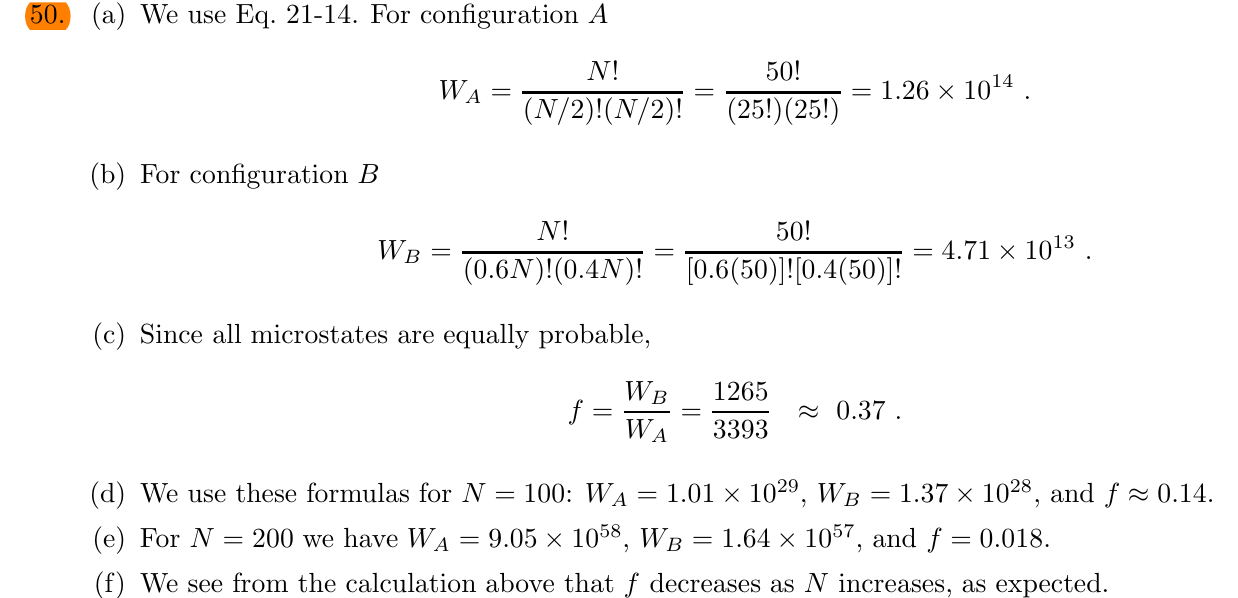 50. (a) We use Eq. 21-14. For configuration A
W_A = N! / (N/2)!(N/2)! = 50! / (25!)(25!) = 1.26 × 10^14 .
(b) For configuration B
W_B = N! / (0.6N)!(0.4N)! = 50! / [0.6(50)]![0.4(50)]! = 4.71 × 10^13 .
(c) Since all microstates are equally probable,
f = W_B / W_A = 1265 / 3393 ≈ 0.37 .
(d) We use these formulas for N = 100: W_A = 1.01 × 10^29, W_B = 1.37 × 10^28, and f ≈ 0.14.
(e) For N = 200 we have W_A = 9.05 × 10^58, W_B = 1.64 × 10^57, and f = 0.018.
(f) We see from the calculation above that f decreases as N increases, as expected.